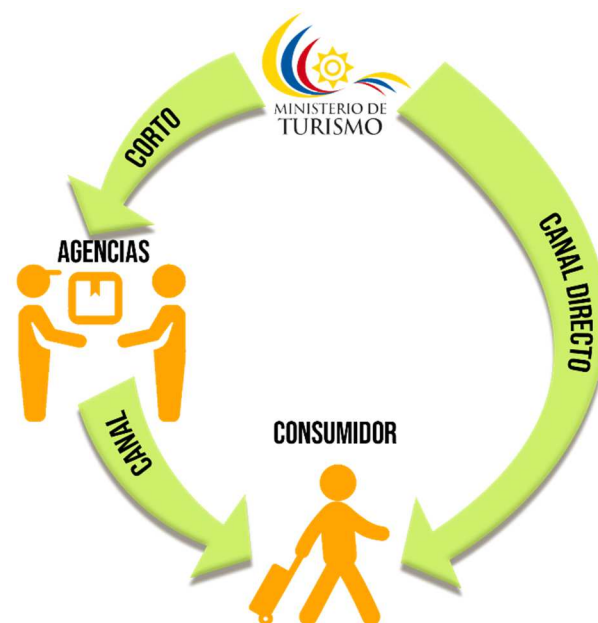 MINISTERIO DE
TURISMO
CORTO
CANAL DIRECTO
AGENCIAS
CANAL
CONSUMIDOR